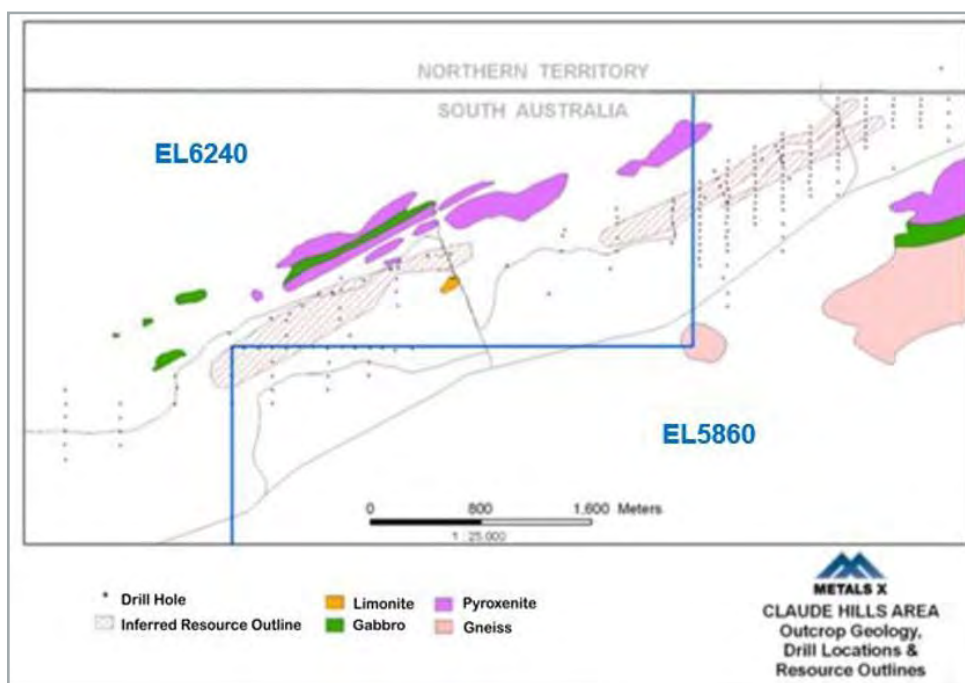 NORTHERN TERRITORY
SOUTH AUSTRALIA
EL6240
EL5860
0 800 1,600 Meters
1 : 25,000
Drill Hole
Inferred Resource Outline
Limonite
Gabbro
Pyroxenite
Gneiss
METALS X
CLAUDE HILLS AREA
Outcrop Geology,
Drill Locations &
Resource Outlines